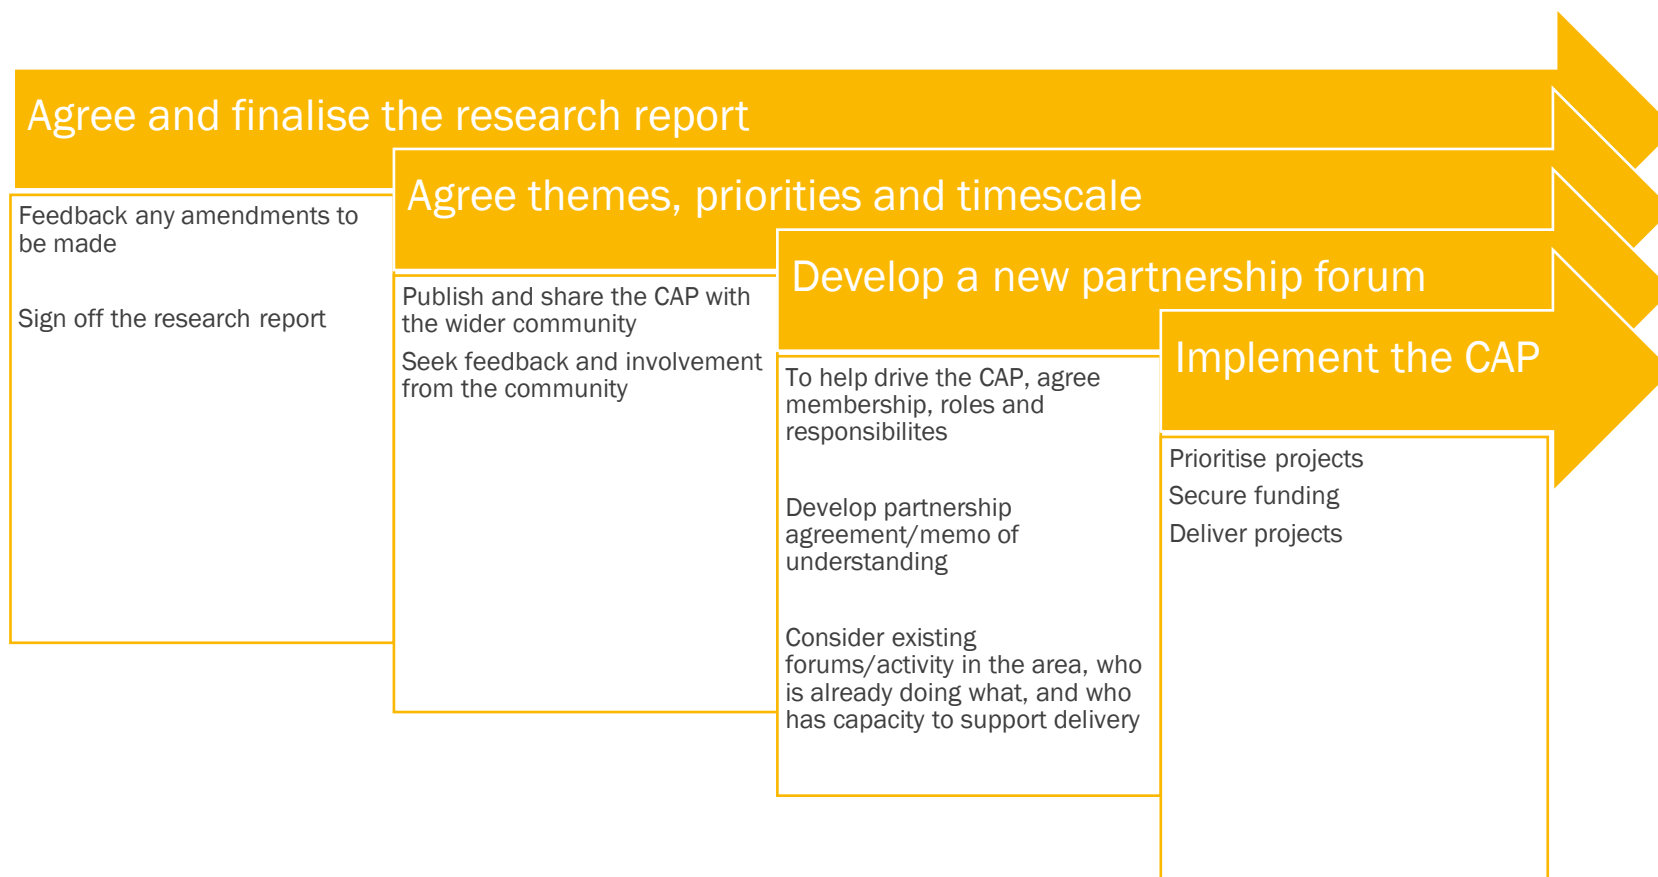 Agree and finalise the research report
Feedback any amendments to
be made
Sign off the research report
Agree themes, priorities and timescale
Publish and share the CAP with
the wider community
Seek feedback and involvement
from the community
Develop a new partnership forum
To help drive the CAP, agree
membership, roles and
responsibilites
Develop partnership
agreement/memo of
understanding
Consider existing
forums/activity in the area, who
is already doing what, and who
has capacity to support delivery
Implement the CAP
Prioritise projects
Secure funding
Deliver projects